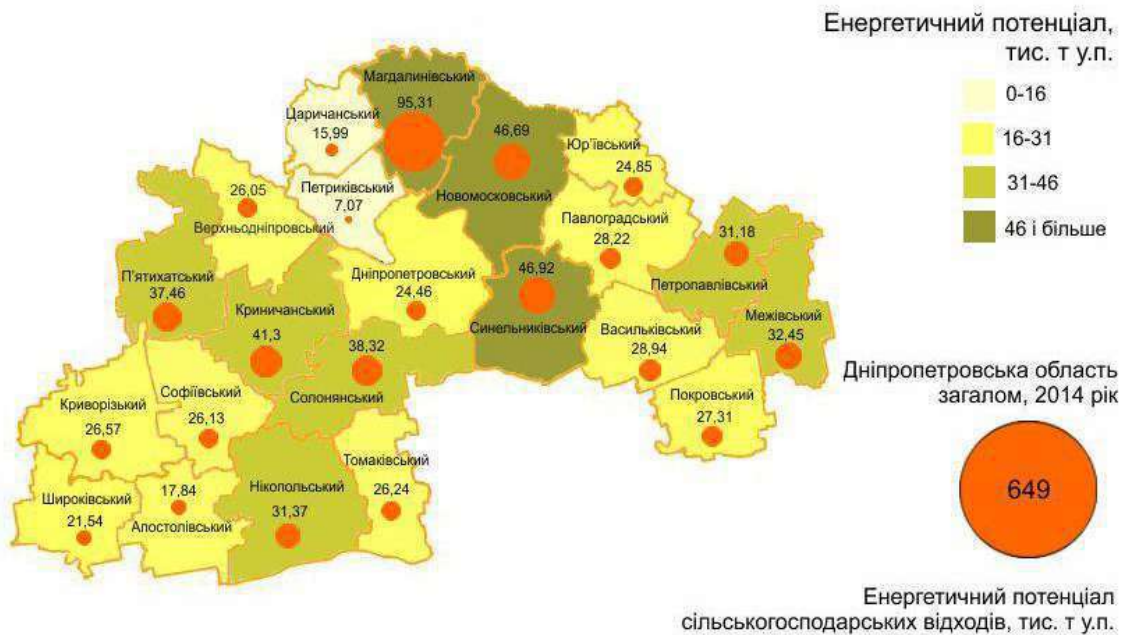 Енергетичний потенціал,
тис. т у.п.
0-16
16-31
31-46
46 і більше
Магдалинівський
95,31
Царичанський
15,99
46,69
Новомосковський
Юр'ївський
24,85
Петриківський
7,07
26,05
Верхньодніпровський
Павлоградський
28,22
31,18
Петропавлівський
П'ятихатський
37,46
Дніпропетровський
24,46
46,92
Синельниківський
Криничанський
41,3
Межівський
32,45
Васильківський
28,94
38,32
Солонянський
Софіївський
26,13
Криворізький
26,57
Покровський
27,31
Томаківський
26,24
Нікопольський
31,37
Широківський
21,54
17,84
Апостолівський
Дніпропетровська область
загалом, 2014 рік
649
Енергетичний потенціал
сільськогосподарських відходів, тис. т у.п.